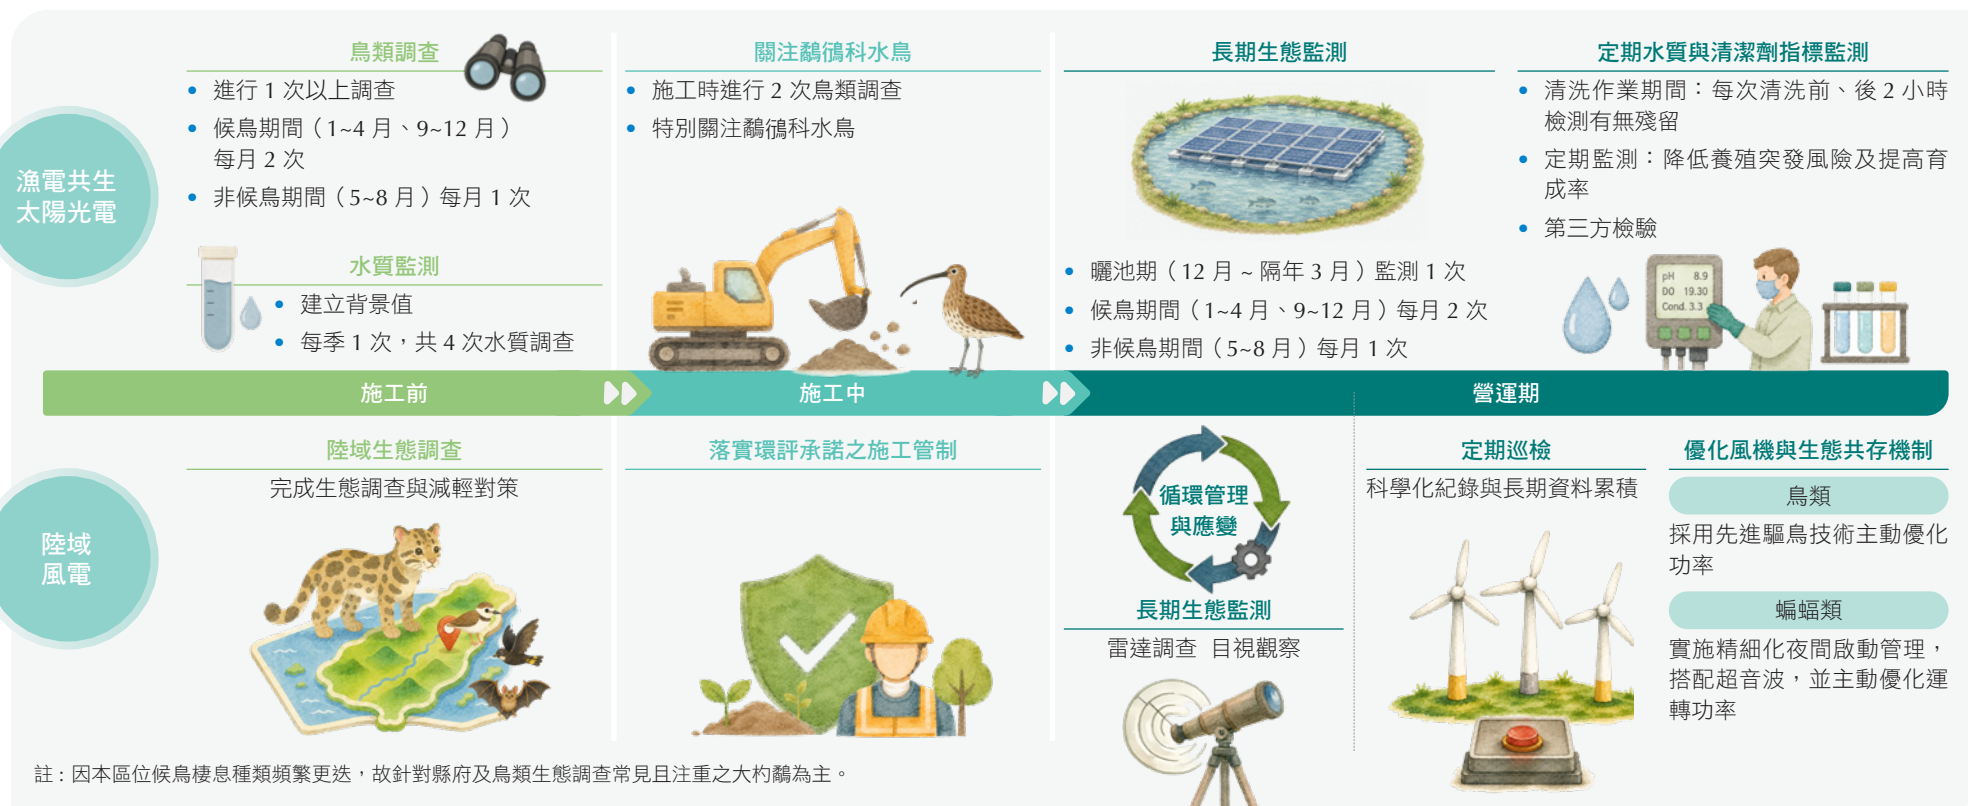 漁電共生
太陽光電
鳥類調查
• 進行 1 次以上調查
• 候鳥期間（1~4 月、9~12 月）
每月 2 次
• 非候鳥期間（5~8 月）每月 1 次
水質監測
• 建立背景值
• 每季 1 次，共 4 次水質調查
關注鷸鴴科水鳥
• 施工時進行 2 次鳥類調查
• 特別關注鷸鴴科水鳥
長期生態監測
• 曬池期（12 月 ~ 隔年 3 月）監測 1 次
• 候鳥期間（1~4 月、9~12 月）每月 2 次
• 非候鳥期間（5~8 月）每月 1 次
定期水質與清潔劑指標監測
• 清洗作業期間：每次清洗前、後 2 小時
檢測有無殘留
• 定期監測：降低養殖突發風險及提高育
成率
• 第三方檢驗
pH 8.9
DO 19.30
Cond. 3.3
施工前
施工中
營運期
陸域
風電
陸域生態調查
完成生態調查與減輕對策
落實環評承諾之施工管制
循環管理
與應變
長期生態監測
雷達調查 目視觀察
定期巡檢
科學化紀錄與長期資料累積
優化風機與生態共存機制
鳥類
採用先進驅鳥技術主動優化
功率
蝙蝠類
實施精細化夜間啟動管理，
搭配超音波，並主動優化運
轉功率
註：因本區位候鳥棲息種類頻繁更迭，故針對縣府及鳥類生態調查常見且注重之大杓鷸為主。